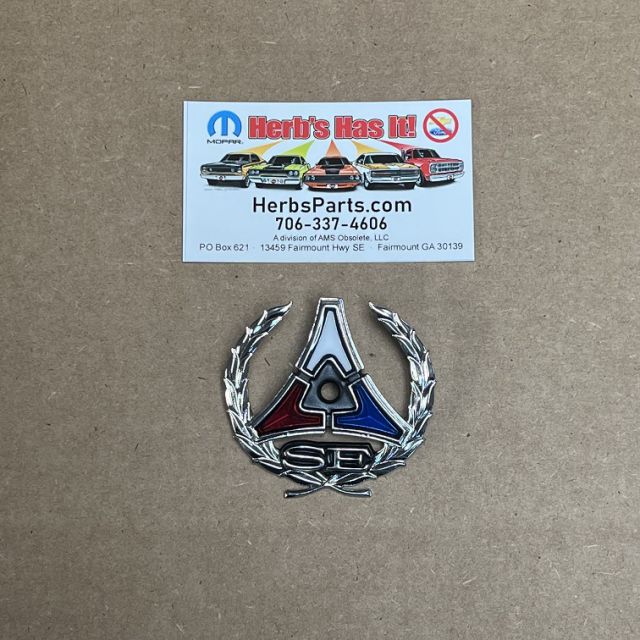 MOPAR
Herb's Has It!
HerbsParts.com
706-337-4606
A division of AMS Obsolete, LLC
PO Box 621 · 13459 Fairmount Hwy SE · Fairmount GA 30139
SE